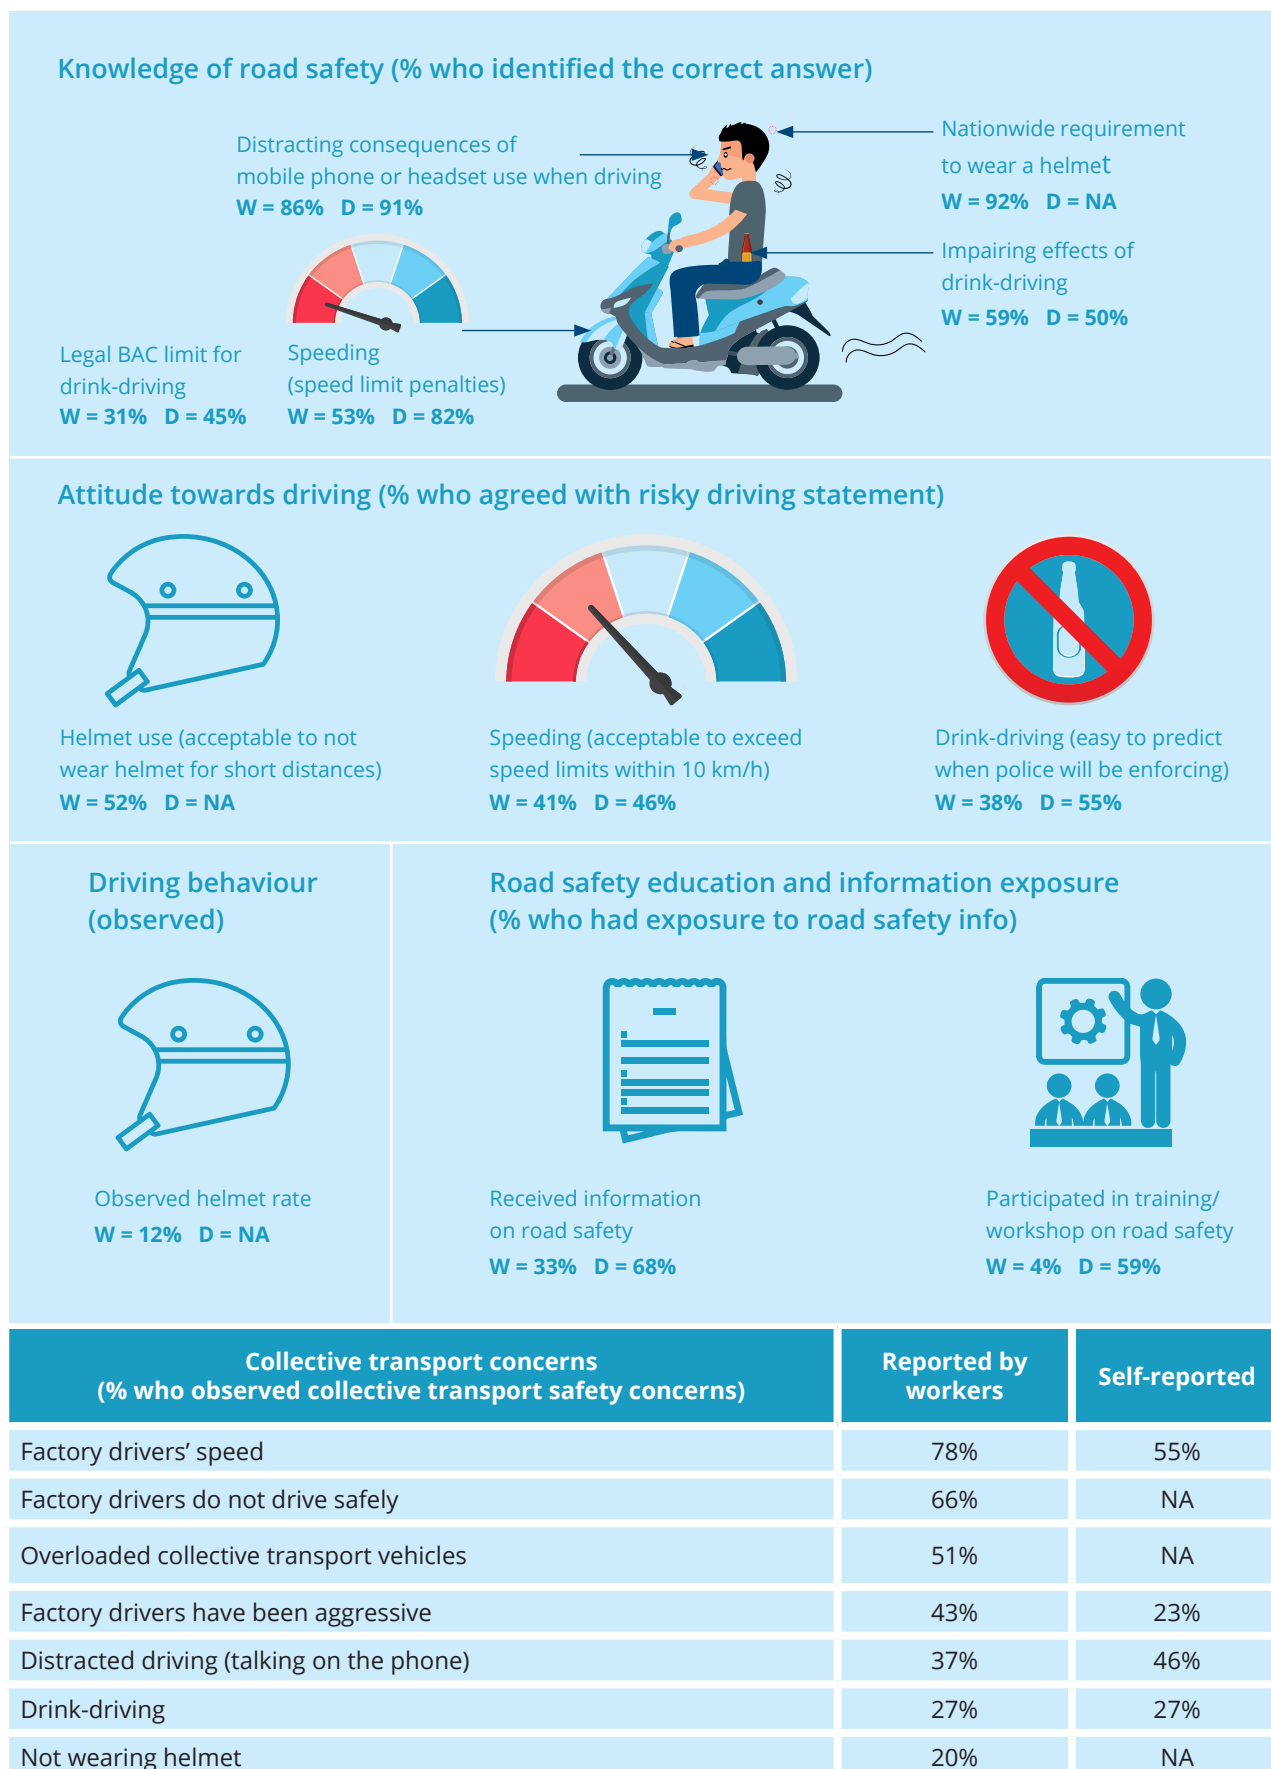 Knowledge of road safety (% who identified the correct answer)
Distracting consequences of
mobile phone or headset use when driving
W = 86% D = 91%
Nationwide requirement
to wear a helmet
W = 92% D = NA
Impairing effects of
drink-driving
W = 59% D = 50%
Legal BAC limit for
drink-driving
W = 31% D = 45%
Speeding
(speed limit penalties)
W = 53% D = 82%
Attitude towards driving (% who agreed with risky driving statement)
Helmet use (acceptable to not
wear helmet for short distances)
W = 52% D = NA
Speeding (acceptable to exceed
speed limits within 10 km/h)
W = 41% D = 46%
Drink-driving (easy to predict
when police will be enforcing)
W = 38% D = 55%
Driving behaviour
(observed)
Observed helmet rate
W = 12% D = NA
Road safety education and information exposure
(% who had exposure to road safety info)
Received information
on road safety
W = 33% D = 68%
Participated in training/
workshop on road safety
W = 4% D = 59%
Collective transport concerns
(% who observed collective transport safety concerns)
Reported by
workers
Self-reported
Factory drivers’ speed 78% 55%
Factory drivers do not drive safely 66% NA
Overloaded collective transport vehicles 51% NA
Factory drivers have been aggressive 43% 23%
Distracted driving (talking on the phone) 37% 46%
Drink-driving 27% 27%
Not wearing helmet 20% NA